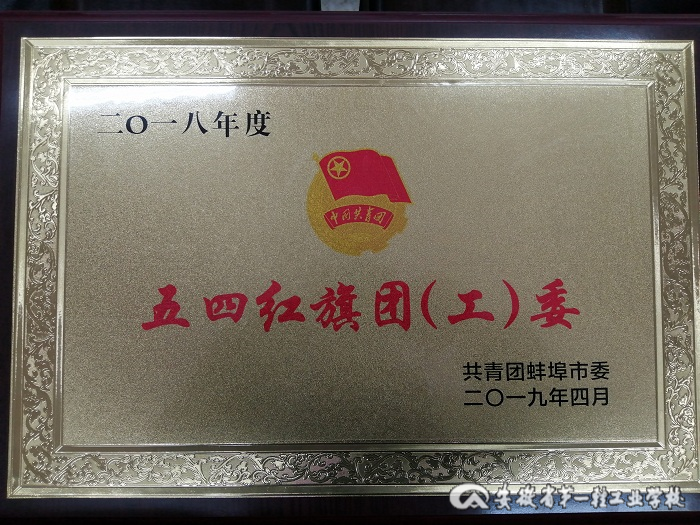 二〇一八年度
中国共青团
五四红旗团（工）委
共青团蚌埠市委
二〇一九年四月
安徽省第一轻工业学校